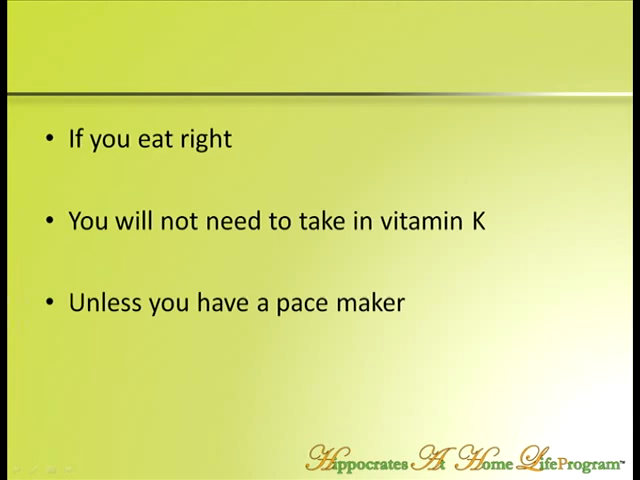 • If you eat right
• You will not need to take in vitamin K
• Unless you have a pace maker
Hippocrates At Home LifeProgram™